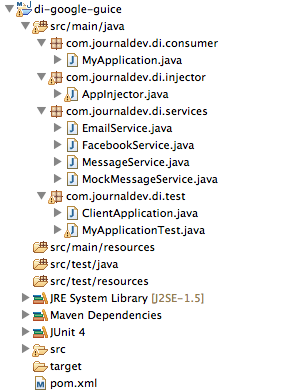 di-google-guice
src/main/java
com.journaldev.di.consumer
MyApplication.java
com.journaldev.di.injector
AppInjector.java
com.journaldev.di.services
EmailService.java
FacebookService.java
MessageService.java
MockMessageService.java
com.journaldev.di.test
ClientApplication.java
MyApplicationTest.java
src/main/resources
src/test/java
src/test/resources
JRE System Library [J2SE-1.5]
Maven Dependencies
JUnit 4
src
target
pom.xml